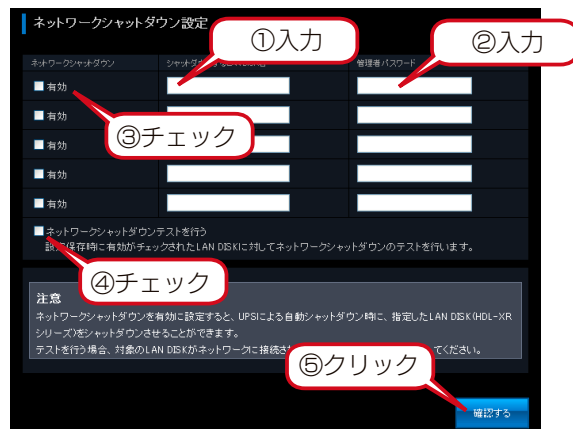 ネットワークシャットダウン設定
①入力
②入力
ネットワークシャットダウン
管理者パスワード
有効
有効
③チェック
有効
有効
有効
ネットワークシャットダウンテストを行う
保存時に有効がチェックされたLAN DISKに対してネットワークシャットダウンのテストを行います。
④チェック
注意
ネットワークシャットダウンを有効に設定すると、UPSによる自動シャットダウン時に、指定したLAN DISK(HDL-XR
シリーズ)をシャットダウンさせることができます。
テストを行う場合、対象のLAN DISKがネットワークに接続さ
てください。
⑤クリック
確認する